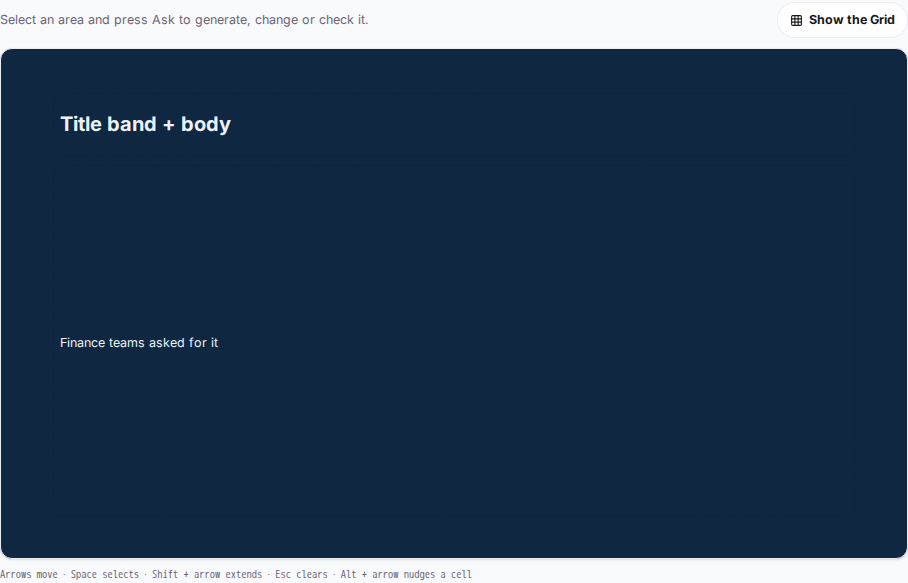 Select an area and press Ask to generate, change or check it.
Show the Grid
Title band + body
Finance teams asked for it
Arrows move · Space selects · Shift + arrow extends · Esc clears · Alt + arrow nudges a cell